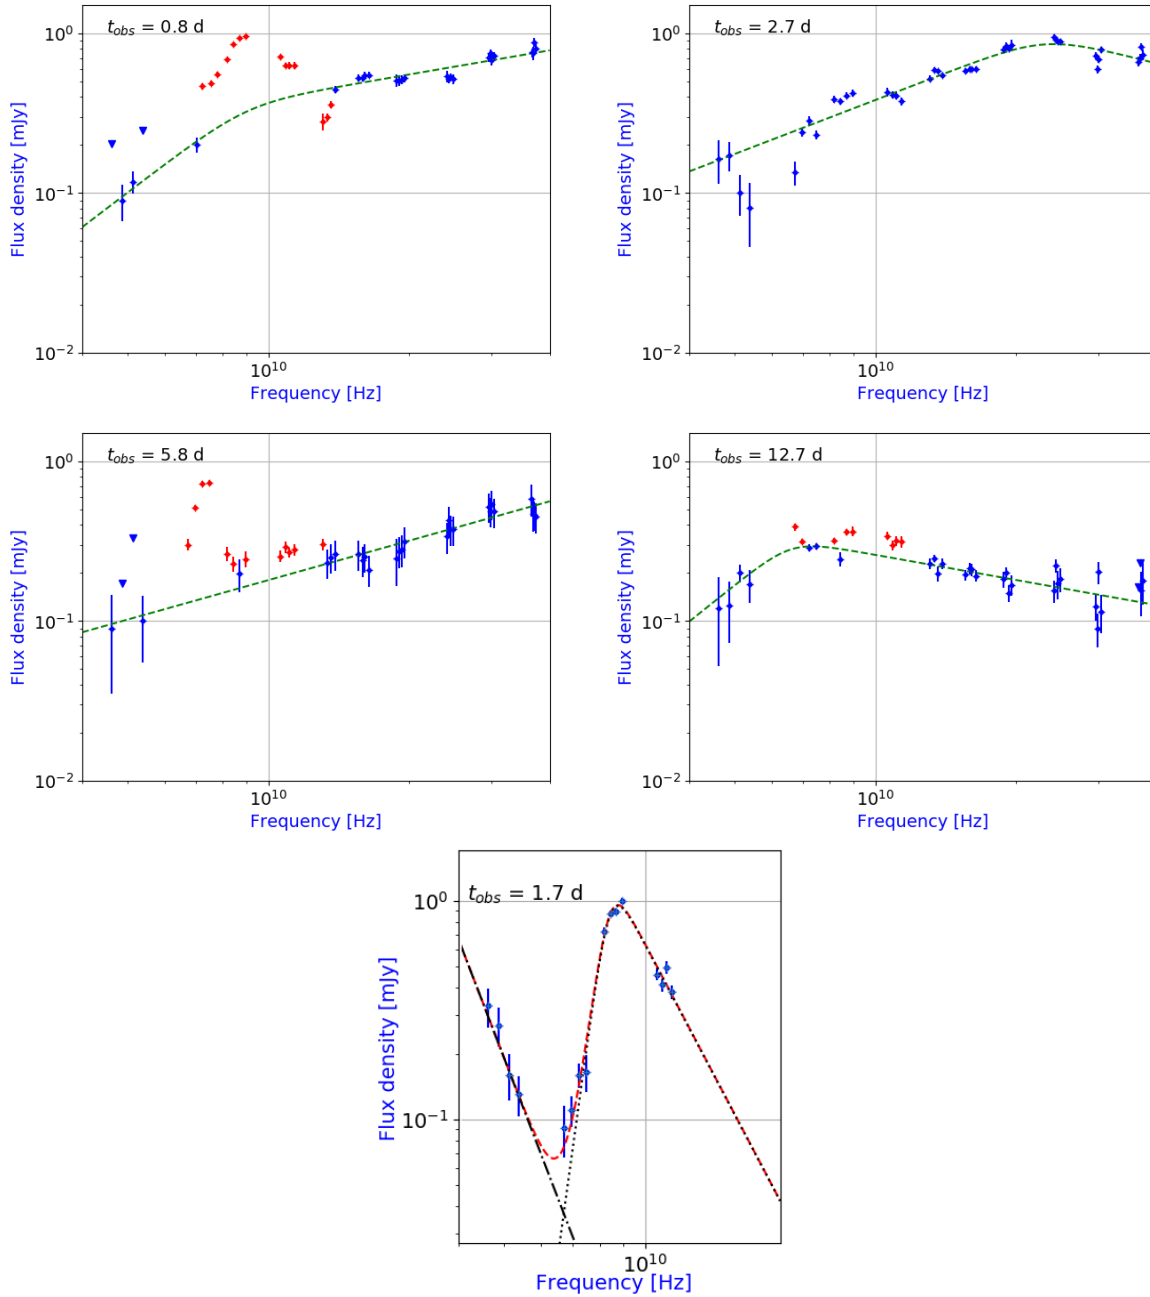 t_obs = 0.8 d
10^0
10^-1
10^-2
Flux density [mJy]
10^10
Frequency [Hz]
t_obs = 2.7 d
10^0
10^-1
10^-2
Flux density [mJy]
10^10
Frequency [Hz]
t_obs = 5.8 d
10^0
10^-1
10^-2
Flux density [mJy]
10^10
Frequency [Hz]
t_obs = 12.7 d
10^0
10^-1
10^-2
Flux density [mJy]
10^10
Frequency [Hz]
t_obs = 1.7 d
10^0
10^-1
Flux density [mJy]
10^10
Frequency [Hz]